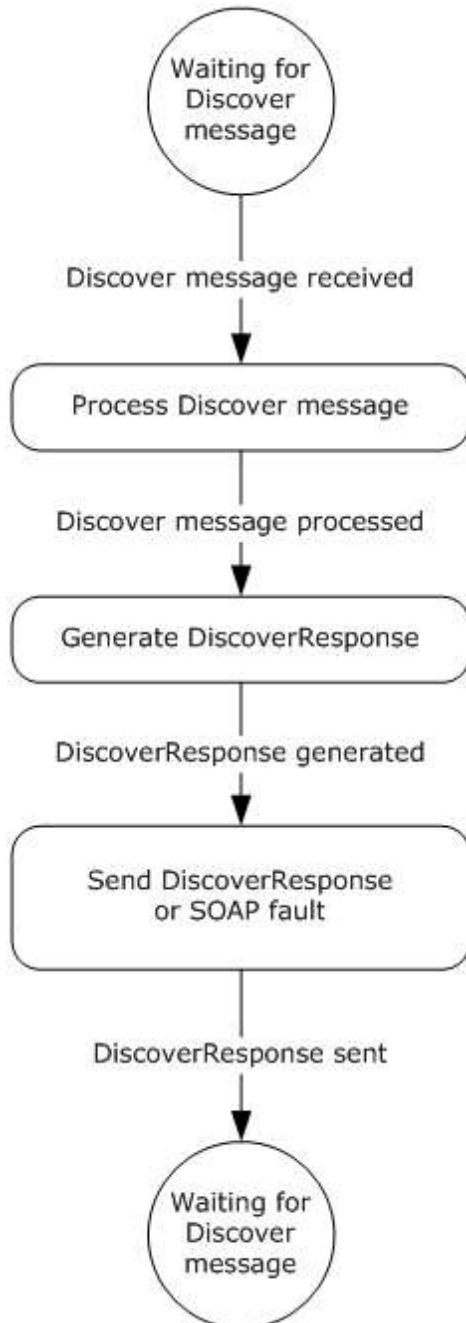 Waiting for
Discover
message
Discover message received
Process Discover message
Discover message processed
Generate DiscoverResponse
DiscoverResponse generated
Send DiscoverResponse
or SOAP fault
DiscoverResponse sent
Waiting for
Discover
message